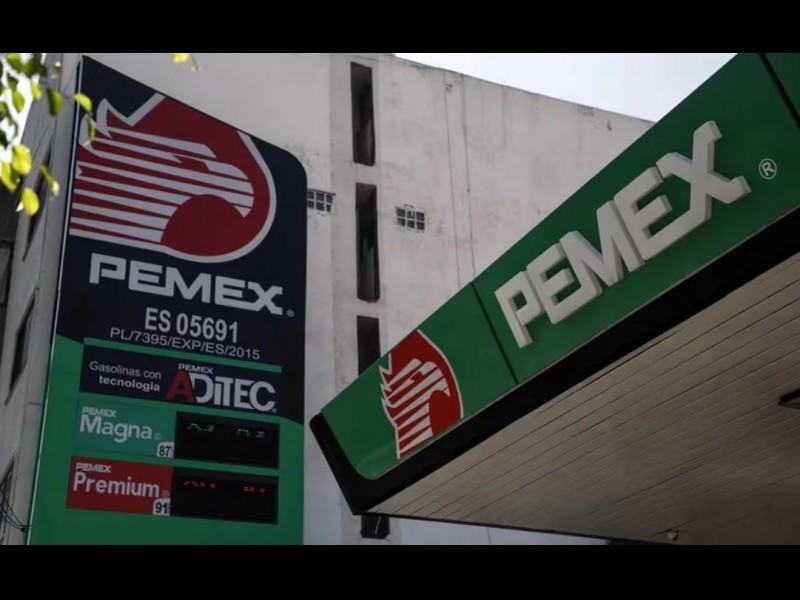 PEMEX®
ES 05691
PL/7395/EXP/ES/2015
Gasolinas con
tecnologia
PEMEX
ADITEC
PEMEX
Magna
87
PEMEX
Premium
91
PEMEX®